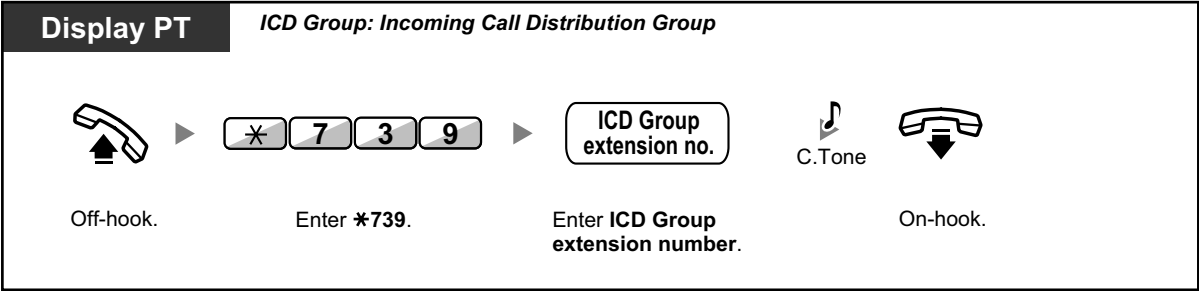 Display PT
ICD Group: Incoming Call Distribution Group
✳ 7 3 9
ICD Group
extension no.
C.Tone
Off-hook.
Enter ✳739.
Enter ICD Group
extension number.
On-hook.